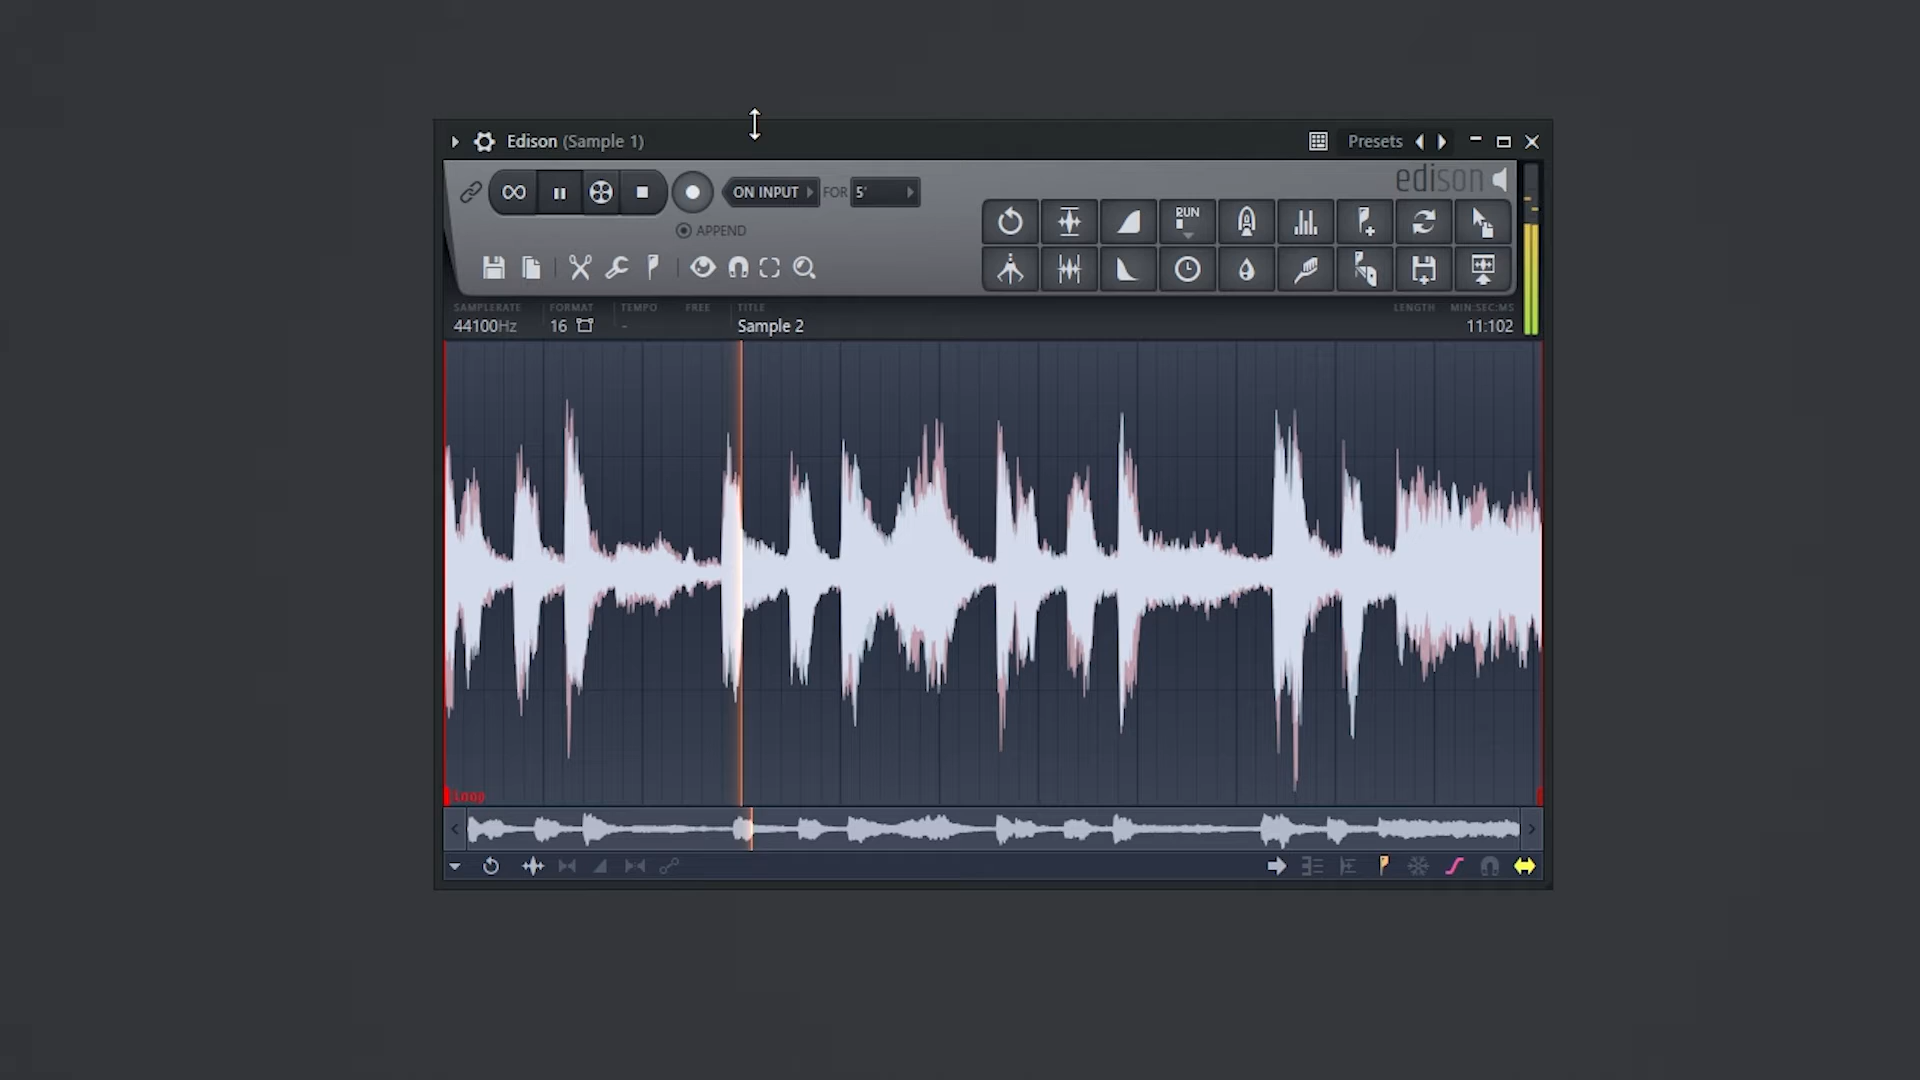 Edison (Sample 1)
Presets
edison
ON INPUT
FOR
5'
RUN
APPEND
SAMPLERATE
FORMAT
TEMPO
FREE
TITLE
LENGTH
MIN:SEC:MS
44100Hz
16
-
Sample 2
11:102
Loop